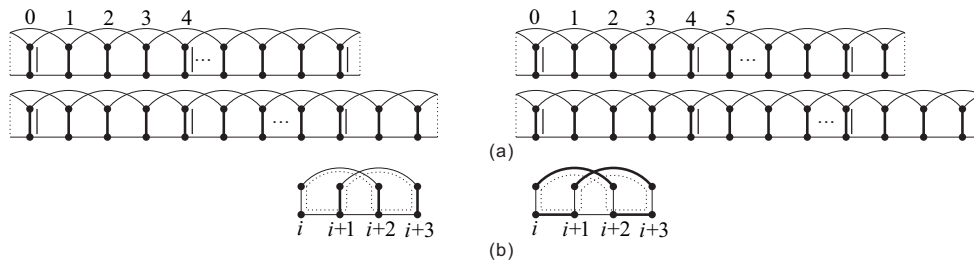 0 1 2 3 4 0 1 2 3 4 5
... ...
... ...
(a)
i i+1 i+2 i+3 i i+1 i+2 i+3
(b)